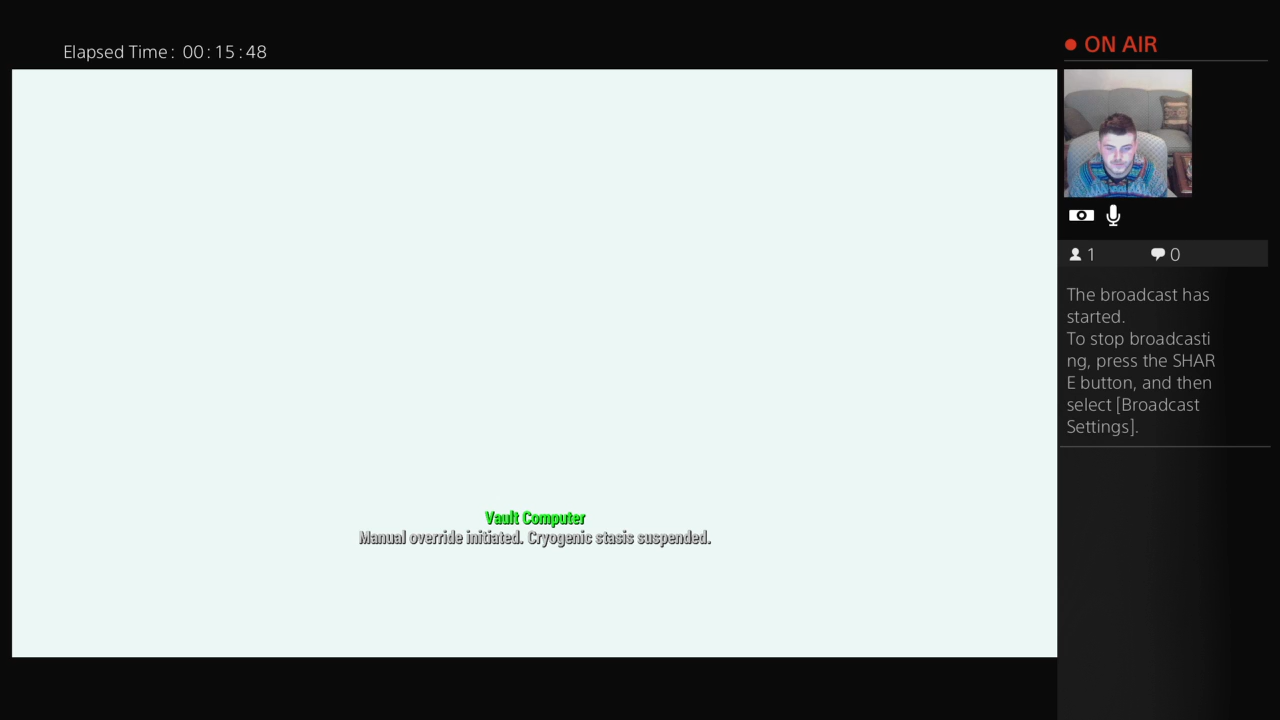 Elapsed Time: 00:15:48
ON AIR
1 0
The broadcast has
started.
To stop broadcasti
ng, press the SHAR
E button, and then
select [Broadcast
Settings].
Vault Computer
Manual override initiated. Cryogenic stasis suspended.